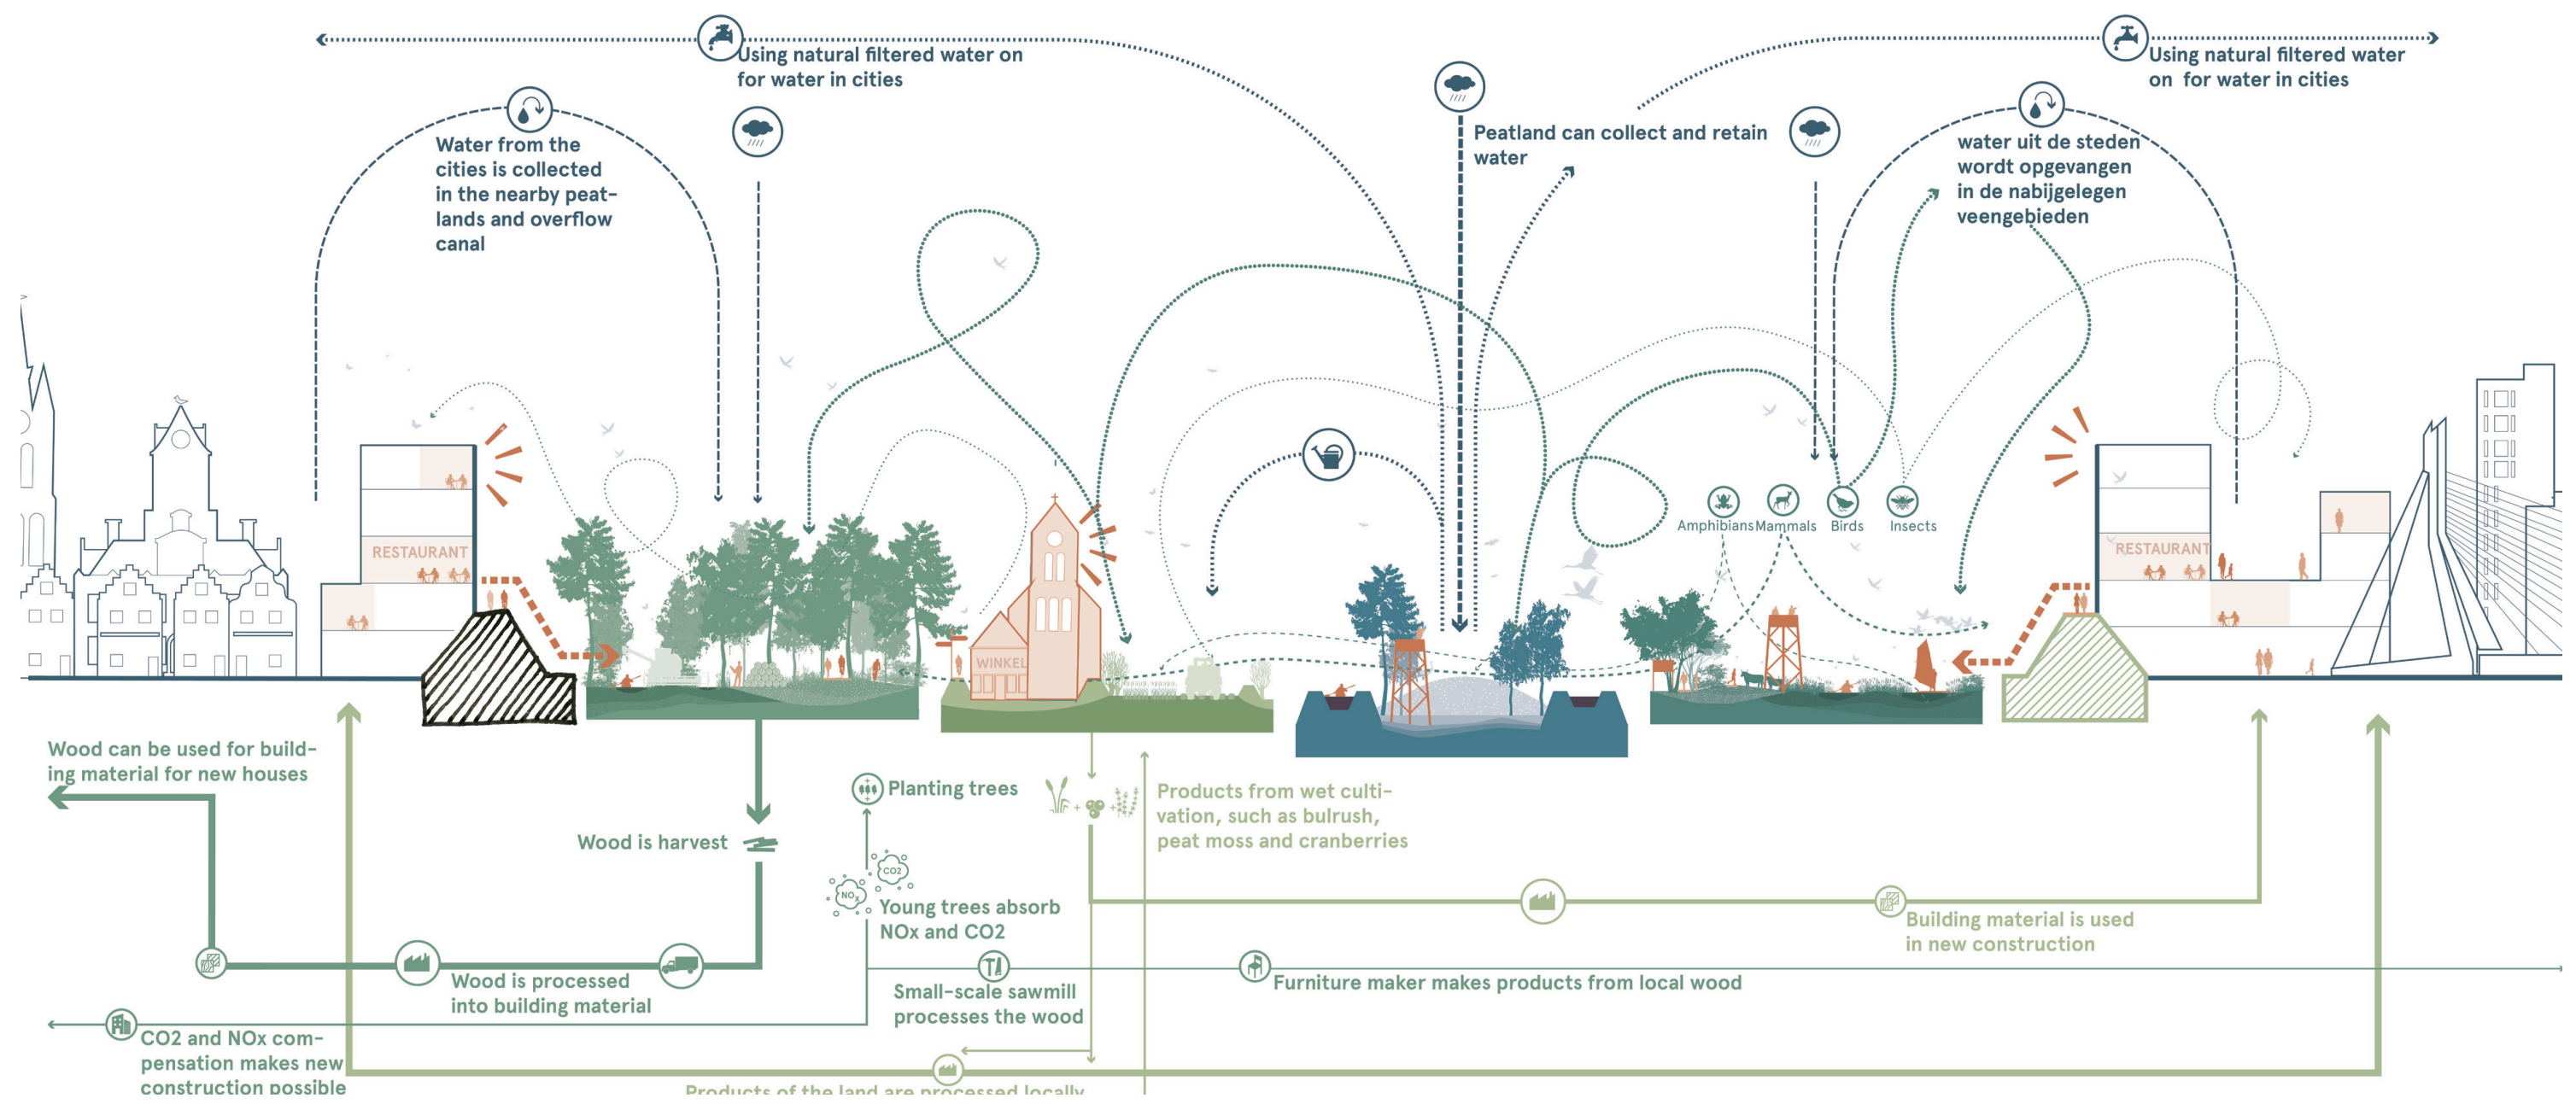 Using natural filtered water on
for water in cities
Using natural filtered water
on for water in cities
Water from the
cities is collected
in the nearby peat-
lands and overflow
canal
Peatland can collect and retain
water
water uit de steden
wordt opgevangen
in de nabijgelegen
veengebieden
Amphibians
Mammals
Birds
Insects
RESTAURANT
WINKEL
RESTAURANT
Wood can be used for build-
ing material for new houses
Wood is harvest
Planting trees
CO2
NOx
Young trees absorb
NOx and CO2
Products from wet culti-
vation, such as bulrush,
peat moss and cranberries
Building material is used
in new construction
Wood is processed
into building material
Small-scale sawmill
processes the wood
Furniture maker makes products from local wood
CO2 and NOx com-
pensation makes new
construction possible
Products of the land are processed locally